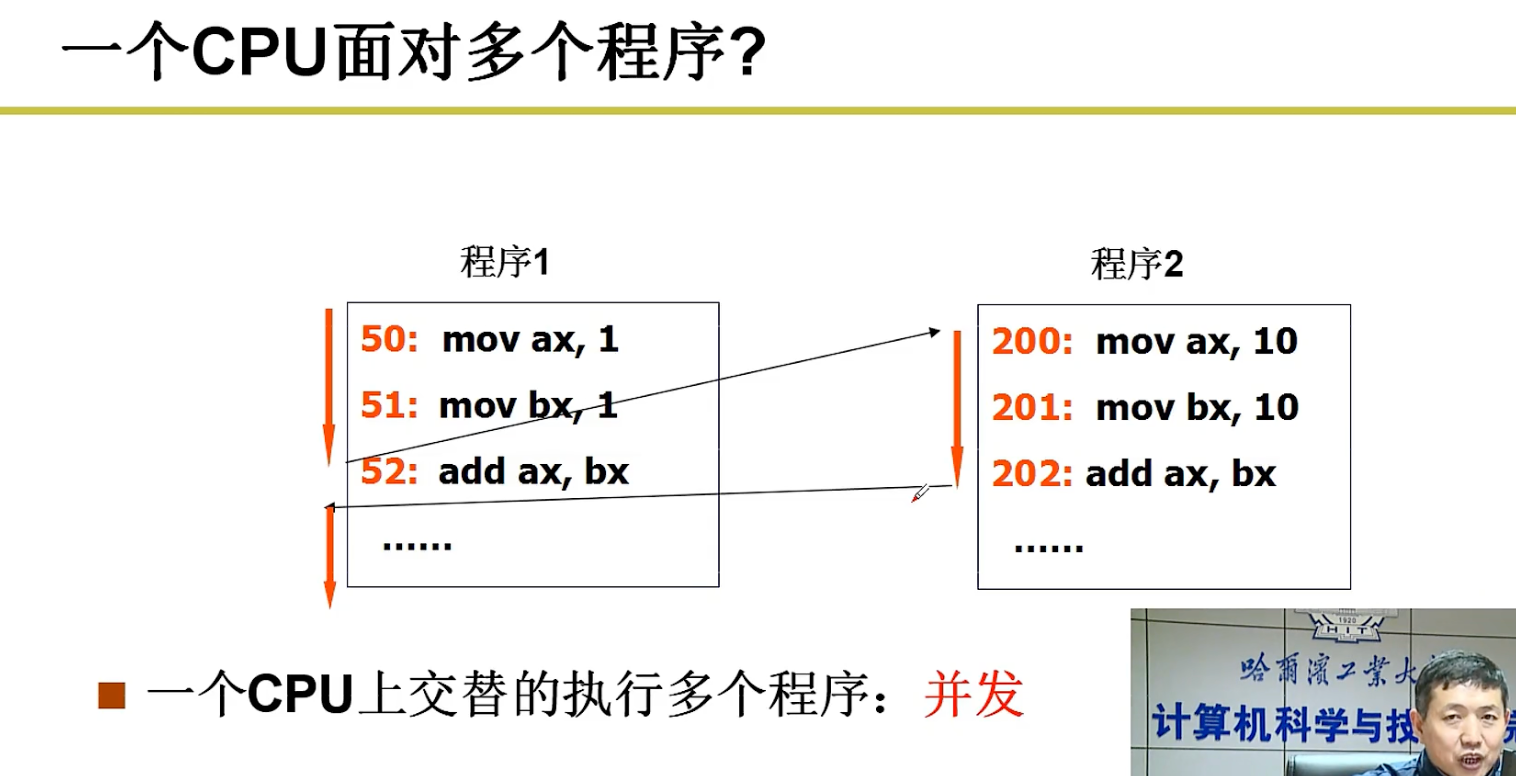 一个CPU面对多个程序?
程序1
50: mov ax, 1
51: mov bx, 1
52: add ax, bx
......
程序2
200: mov ax, 10
201: mov bx, 10
202: add ax, bx
......
一个CPU上交替的执行多个程序：并发
1920
HIT
哈爾濱工業大
计算机科学与技